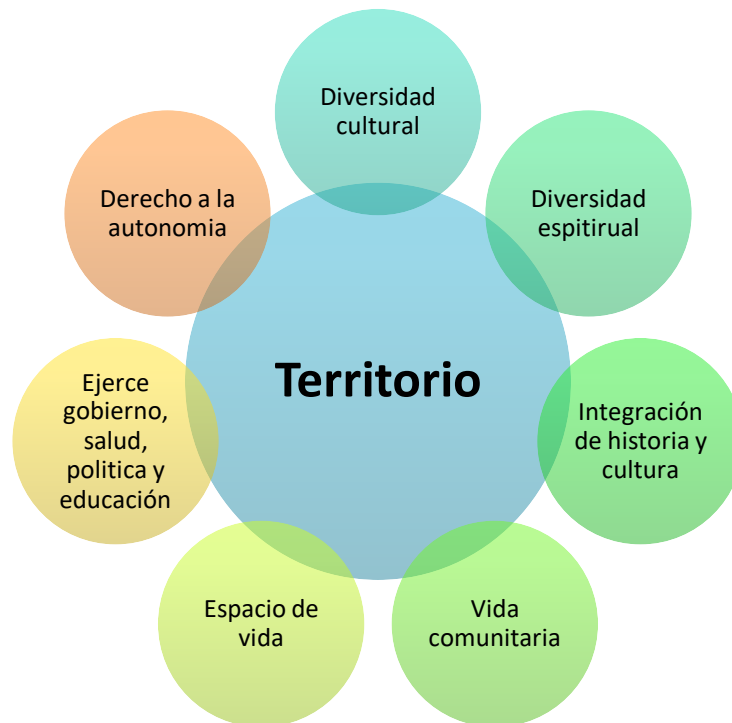 Diversidad
cultural
Diversidad
espitirual
Integración
de historia y
cultura
Vida
comunitaria
Espacio de
vida
Ejerce
gobierno,
salud,
politica y
educación
Derecho a la
autonomia
Territorio